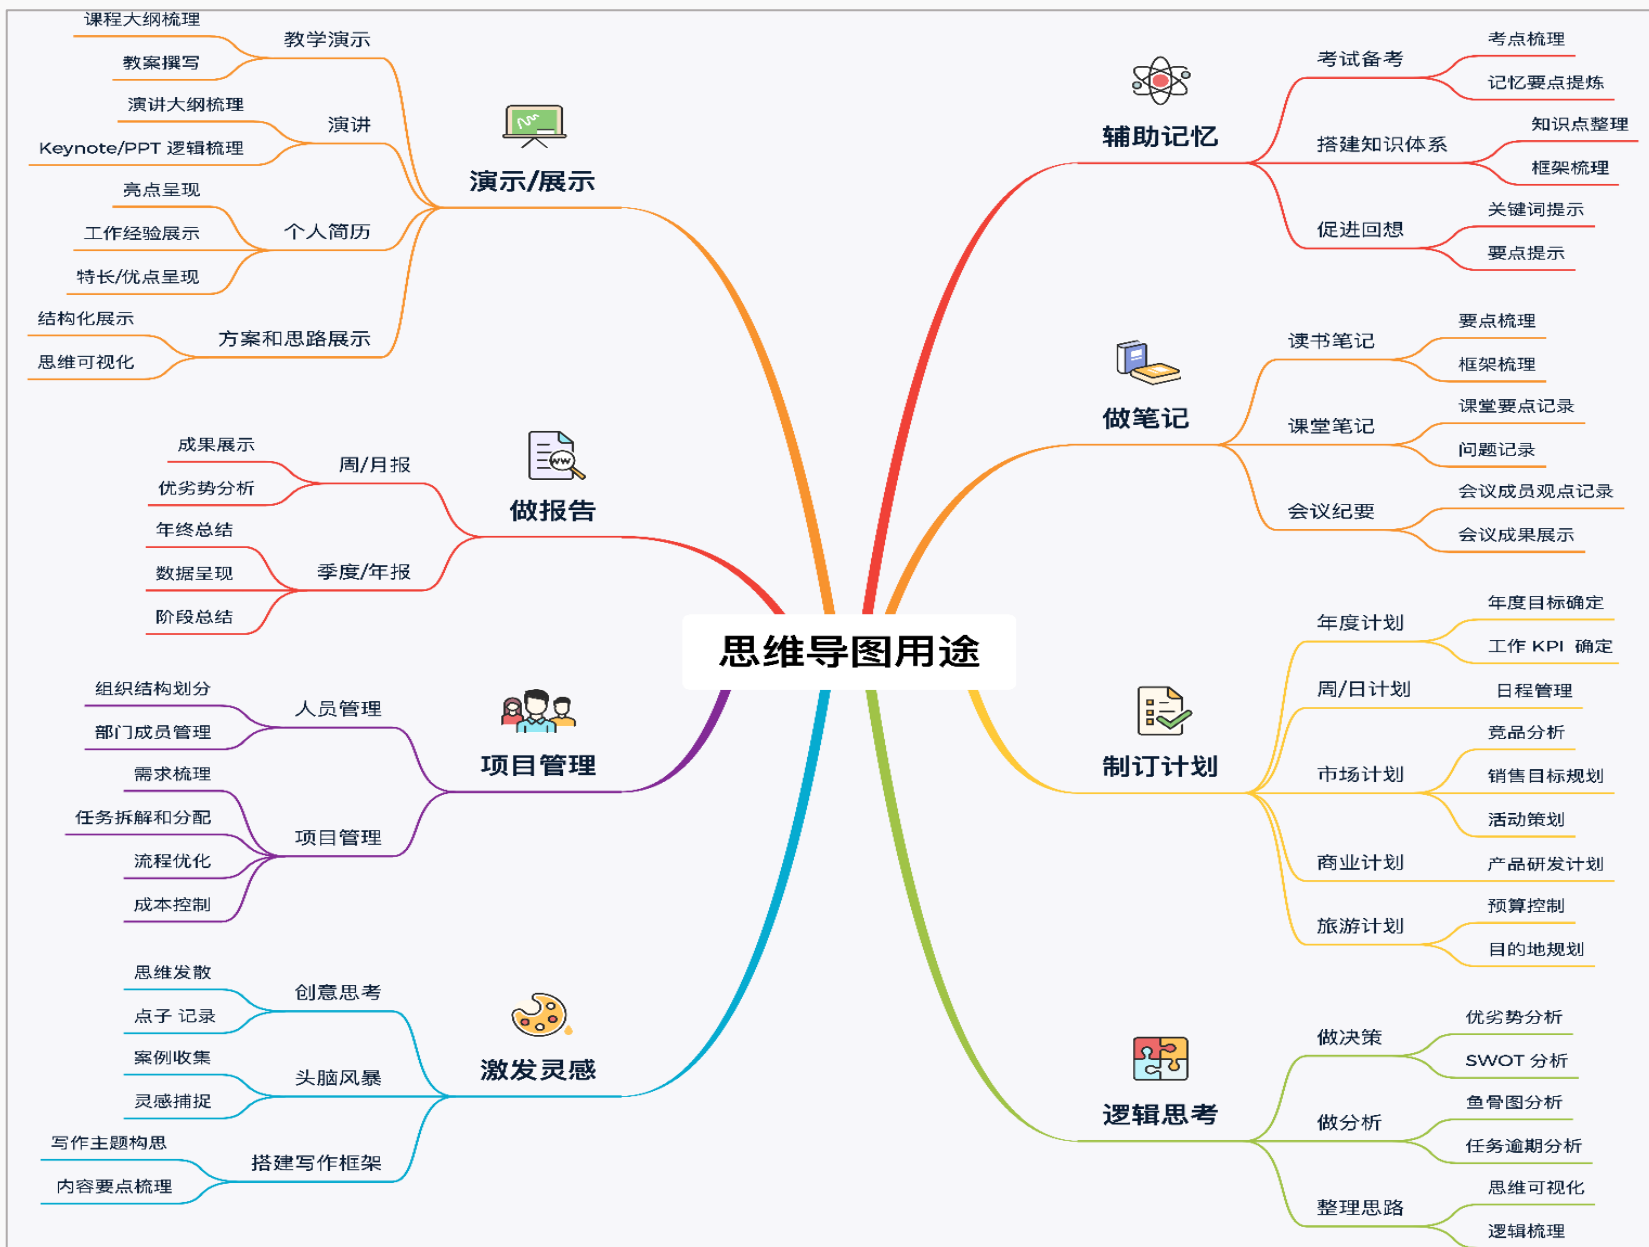 思维导图用途
辅助记忆
考试备考
考点梳理
记忆要点提炼
搭建知识体系
知识点整理
框架梳理
促进回想
关键词提示
要点提示
做笔记
读书笔记
要点梳理
框架梳理
课堂笔记
课堂要点记录
问题记录
会议纪要
会议成员观点记录
会议成果展示
制订计划
年度计划
年度目标确定
工作 KPI 确定
周/日计划
日程管理
市场计划
竞品分析
销售目标规划
活动策划
商业计划
产品研发计划
旅游计划
预算控制
目的地规划
逻辑思考
做决策
优劣势分析
SWOT 分析
做分析
鱼骨图分析
任务逾期分析
整理思路
思维可视化
逻辑梳理
演示/展示
教学演示
课程大纲梳理
教案撰写
演讲
演讲大纲梳理
Keynote/PPT 逻辑梳理
个人简历
亮点呈现
工作经验展示
特长/优点呈现
方案和思路展示
结构化展示
思维可视化
做报告
周/月报
成果展示
优劣势分析
季度/年报
年终总结
数据呈现
阶段总结
项目管理
人员管理
组织结构划分
部门成员管理
项目管理
需求梳理
任务拆解和分配
流程优化
成本控制
激发灵感
创意思考
思维发散
点子 记录
头脑风暴
案例收集
灵感捕捉
搭建写作框架
写作主题构思
内容要点梳理